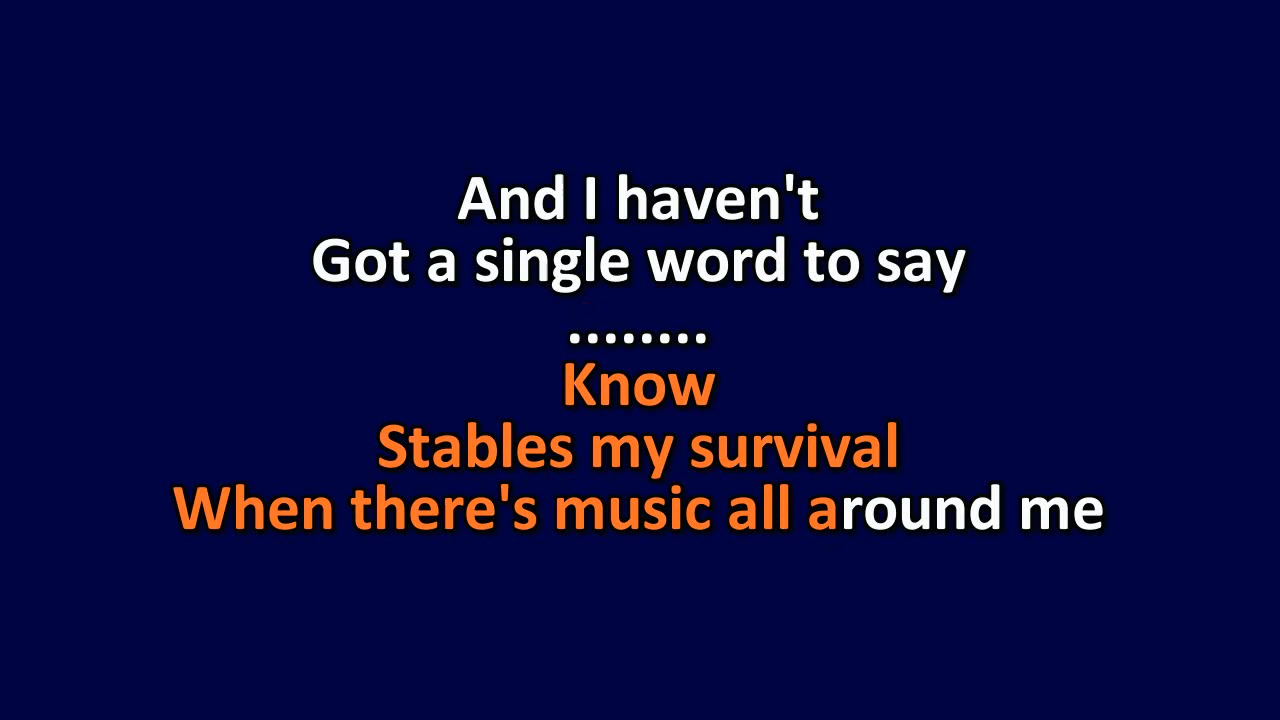 And I haven't
Got a single word to say
........
Know
Stables my survival
When there's music all around me